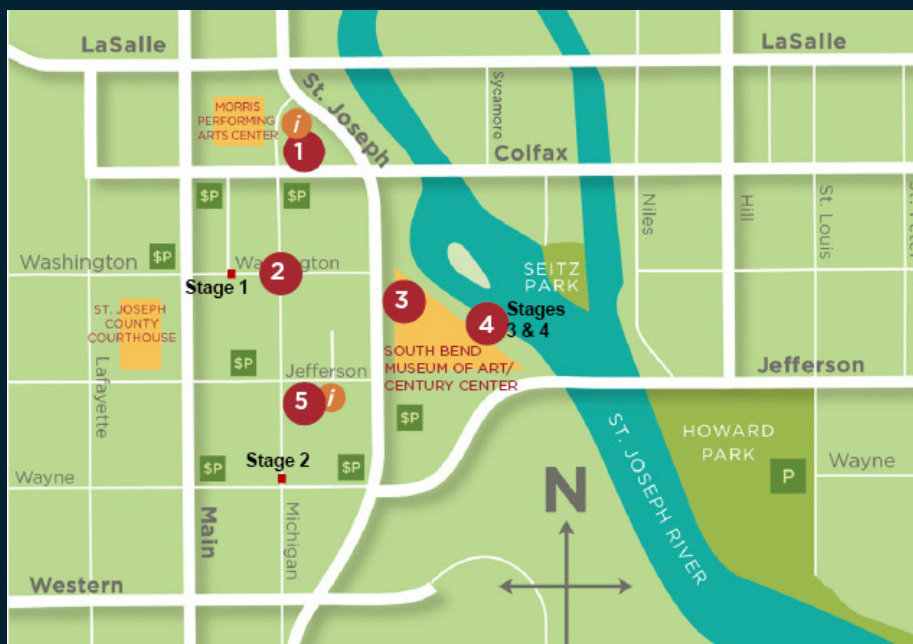 LaSalle
LaSalle
MORRIS
PERFORMING
ARTS CENTER
i
1
St. Joseph
Sycamore
Colfax
$P
$P
Niles
Hill
St. Louis
Washington
$P
Washington
2
Stage 1
SEITZ
PARK
3
4
Stages
3 & 4
ST. JOSEPH
COUNTY
COURTHOUSE
SOUTH BEND
MUSEUM OF ART/
CENTURY CENTER
$P
Jefferson
Jefferson
Lafayette
5
i
$P
HOWARD
PARK
ST. JOSEPH RIVER
Stage 2
$P
$P
Wayne
P
Wayne
N
Main
Michigan
Western